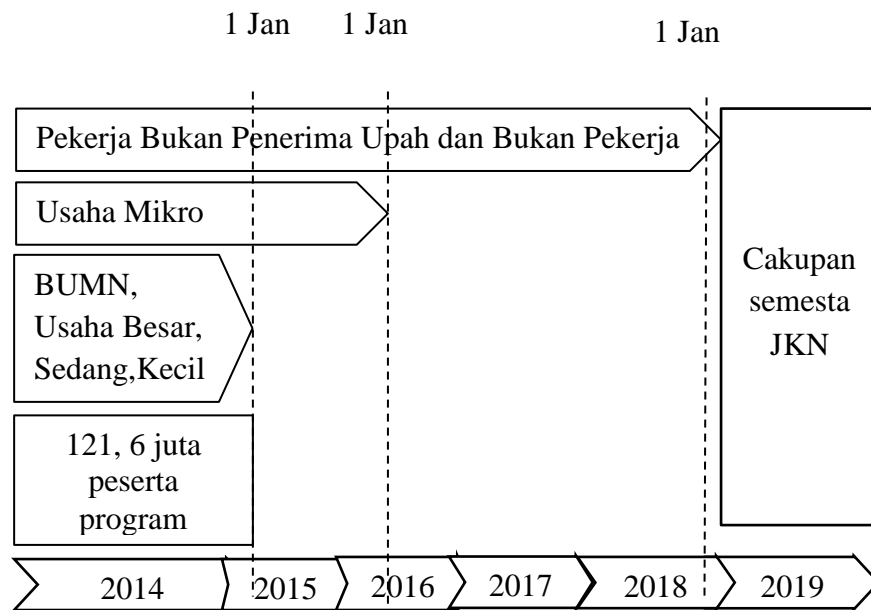 1 Jan
1 Jan
1 Jan
Pekerja Bukan Penerima Upah dan Bukan Pekerja
Usaha Mikro
BUMN,
Usaha Besar,
Sedang,Kecil
121, 6 juta
peserta
program
Cakupan
semesta
JKN
2014
2015
2016
2017
2018
2019